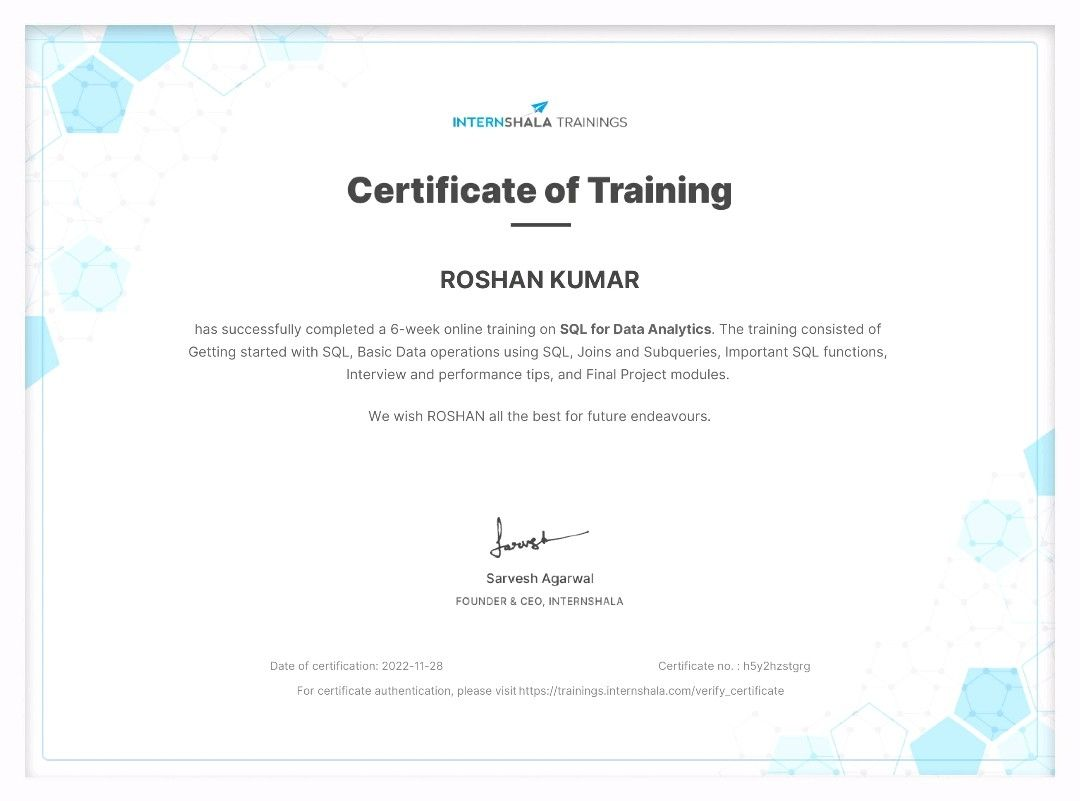 INTERNSHALA TRAININGS
Certificate of Training
ROSHAN KUMAR
has successfully completed a 6-week online training on SQL for Data Analytics. The training consisted of
Getting started with SQL, Basic Data operations using SQL, Joins and Subqueries, Important SQL functions,
Interview and performance tips, and Final Project modules.
We wish ROSHAN all the best for future endeavours.
Sarvesh
Sarvesh Agarwal
FOUNDER & CEO, INTERNSHALA
Date of certification: 2022-11-28 Certificate no. : h5y2hzstgrg
For certificate authentication, please visit https://trainings.internshala.com/verify_certificate